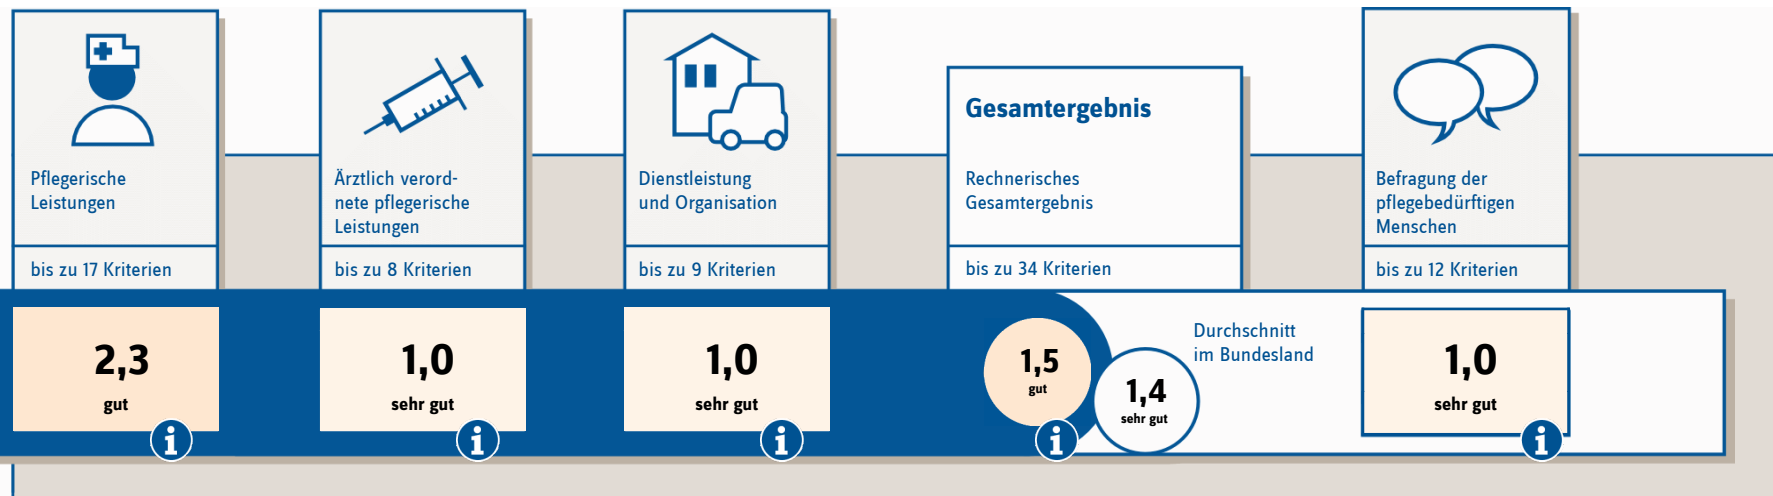 Pflegerische
Leistungen
bis zu 17 Kriterien
2,3
gut
i
Ärztlich verord-
nete pflegerische
Leistungen
bis zu 8 Kriterien
1,0
sehr gut
i
Dienstleistung
und Organisation
bis zu 9 Kriterien
1,0
sehr gut
i
Gesamtergebnis
Rechnerisches
Gesamtergebnis
bis zu 34 Kriterien
1,5
gut
i
Durchschnitt
im Bundesland
1,4
sehr gut
Befragung der
pflegebedürftigen
Menschen
bis zu 12 Kriterien
1,0
sehr gut
i